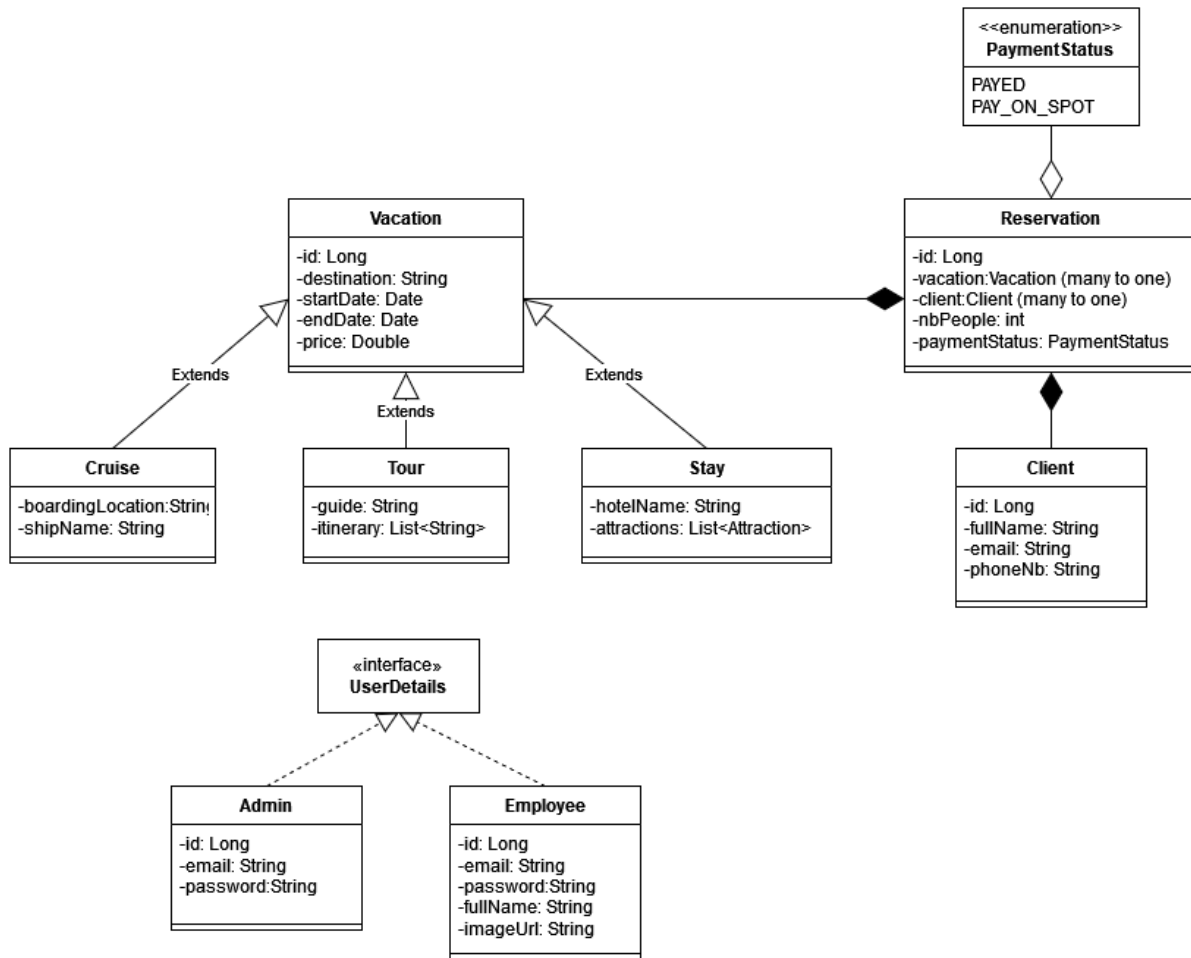 <<enumeration>>
PaymentStatus
PAYED
PAY_ON_SPOT
Vacation
-id: Long
-destination: String
-startDate: Date
-endDate: Date
-price: Double
Reservation
-id: Long
-vacation:Vacation (many to one)
-client:Client (many to one)
-nbPeople: int
-paymentStatus: PaymentStatus
Extends
Extends
Extends
Cruise
-boardingLocation:String
-shipName: String
Tour
-guide: String
-itinerary: List<String>
Stay
-hotelName: String
-attractions: List<Attraction>
Client
-id: Long
-fullName: String
-email: String
-phoneNb: String
«interface»
UserDetails
Admin
-id: Long
-email: String
-password:String
Employee
-id: Long
-email: String
-password:String
-fullName: String
-imageUrl: String